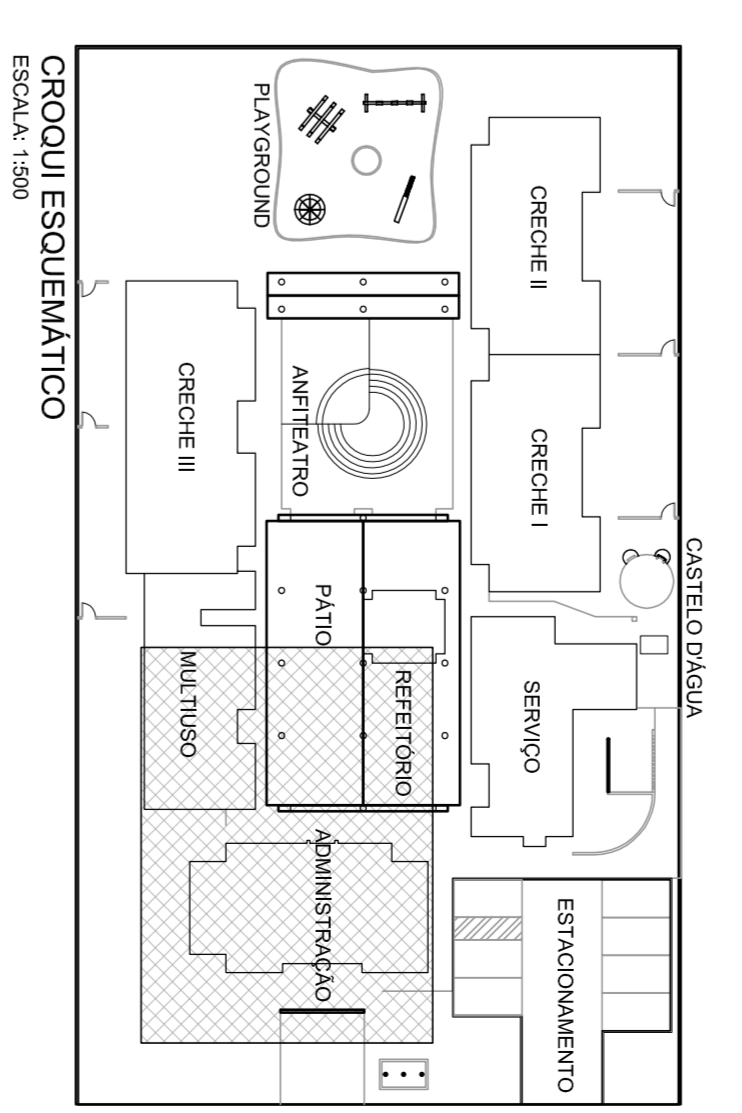 CROQUI ESQUEMÁTICO
ESCALA: 1:500
CASTELO D'ÁGUA
CRECHE II
CRECHE I
SERVIÇO
ESTACIONAMENTO
PLAYGROUND
ANFITEATRO
PÁTIO
REFEITÓRIO
ADMINISTRAÇÃO
CRECHE III
MULTIUSO